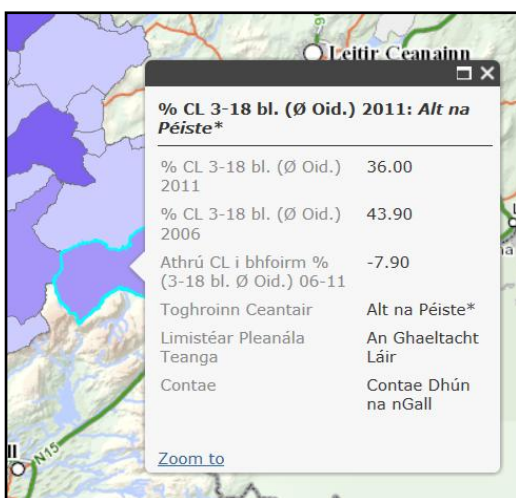 Leitir Ceanainn
% CL 3-18 bl. (Ø Oid.) 2011: Alt na
Péiste*
% CL 3-18 bl. (Ø Oid.) 36.00
2011
% CL 3-18 bl. (Ø Oid.) 43.90
2006
Athrú CL i bhfoirm % -7.90
(3-18 bl. Ø Oid.) 06-11
Toghroinn Ceantair Alt na Péiste*
Limistéar Pleanála An Ghaeltacht
Teanga Láir
Contae Contae Dhún
na nGall
Zoom to
N15